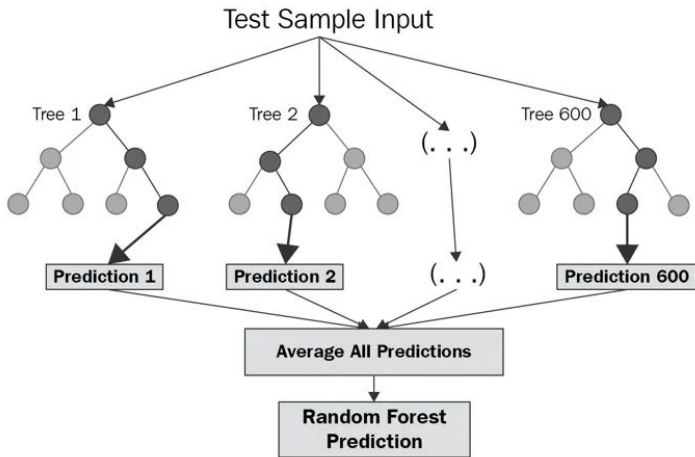 Test Sample Input
Tree 1
Tree 2
Tree 600
(. . .)
(. . .)
Prediction 1
Prediction 2
Prediction 600
Average All Predictions
Random Forest
Prediction